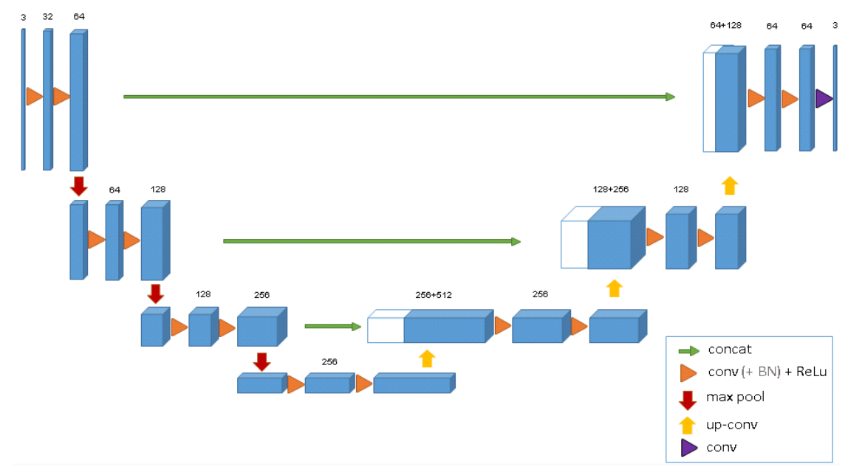 3 32 64
64+128 64 64 3
64 128
128+256 128
128 256
256+512 256
256
concat
conv (+ BN) + ReLu
max pool
up-conv
conv